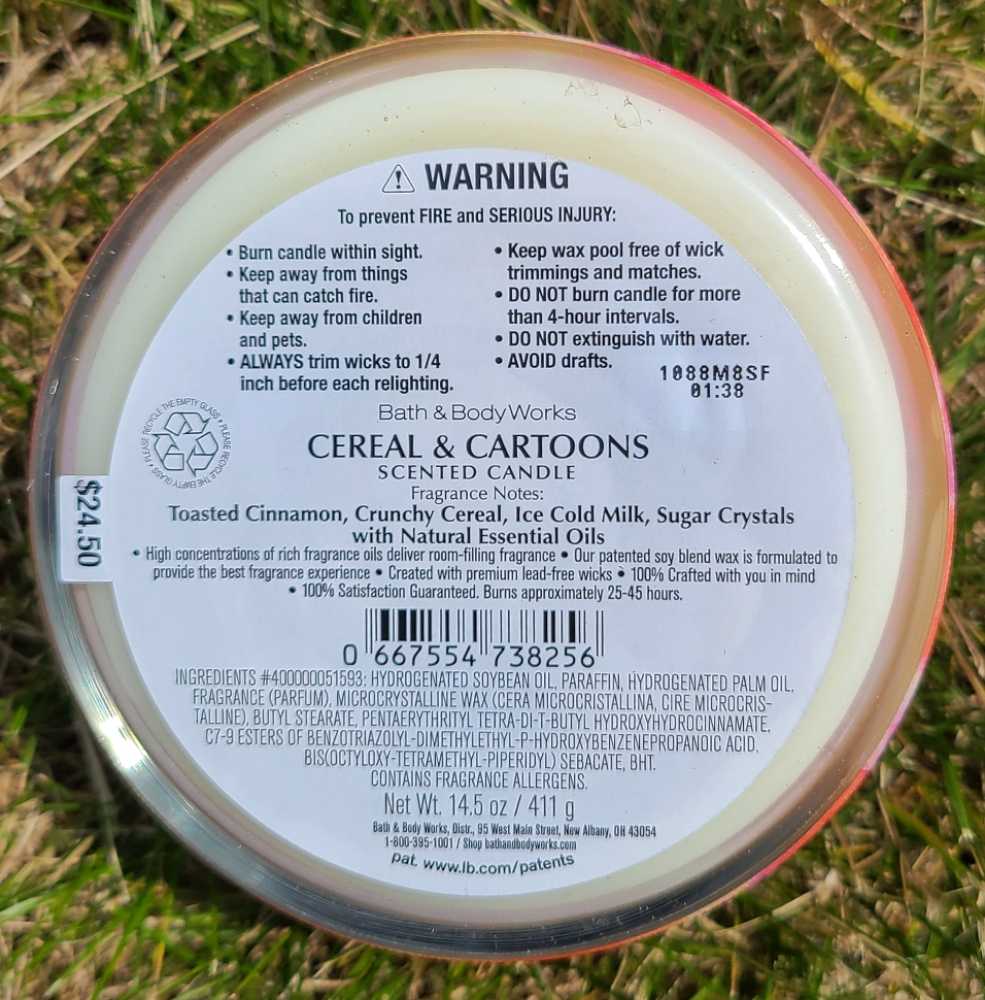 WARNING
To prevent FIRE and SERIOUS INJURY:
• Burn candle within sight.
• Keep away from things
that can catch fire.
• Keep away from children
and pets.
• ALWAYS trim wicks to 1/4
inch before each relighting.
• Keep wax pool free of wick
trimmings and matches.
• DO NOT burn candle for more
than 4-hour intervals.
• DO NOT extinguish with water.
• AVOID drafts.
1088M8SF
01:38
PLEASE RECYCLE THE EMPTY GLASS • PLEASE RECYCLE THE EMPTY GLASS •
$24.50
Bath & Body Works
CEREAL & CARTOONS
SCENTED CANDLE
Fragrance Notes:
Toasted Cinnamon, Crunchy Cereal, Ice Cold Milk, Sugar Crystals
with Natural Essential Oils
• High concentrations of rich fragrance oils deliver room-filling fragrance • Our patented soy blend wax is formulated to
provide the best fragrance experience • Created with premium lead-free wicks • 100% Crafted with you in mind
• 100% Satisfaction Guaranteed. Burns approximately 25-45 hours.
0 667554 738256
INGREDIENTS #400000051593: HYDROGENATED SOYBEAN OIL, PARAFFIN, HYDROGENATED PALM OIL,
FRAGRANCE (PARFUM), MICROCRYSTALLINE WAX (CERA MICROCRISTALLINA, CIRE MICROCRIS-
TALLINE), BUTYL STEARATE, PENTAERYTHRITYL TETRA-DI-T-BUTYL HYDROXYHYDROCINNAMATE,
C7-9 ESTERS OF BENZOTRIAZOLYL-DIMETHYLETHYL-P-HYDROXYBENZENEPROPANOIC ACID,
BIS(OCTYLOXY-TETRAMETHYL-PIPERIDYL) SEBACATE, BHT.
CONTAINS FRAGRANCE ALLERGENS.
Net Wt. 14.5 oz / 411 g
Bath & Body Works, Distr., 95 West Main Street, New Albany, OH 43054
1-800-395-1001 / Shop bathandbodyworks.com
pat. www.lb.com/patents